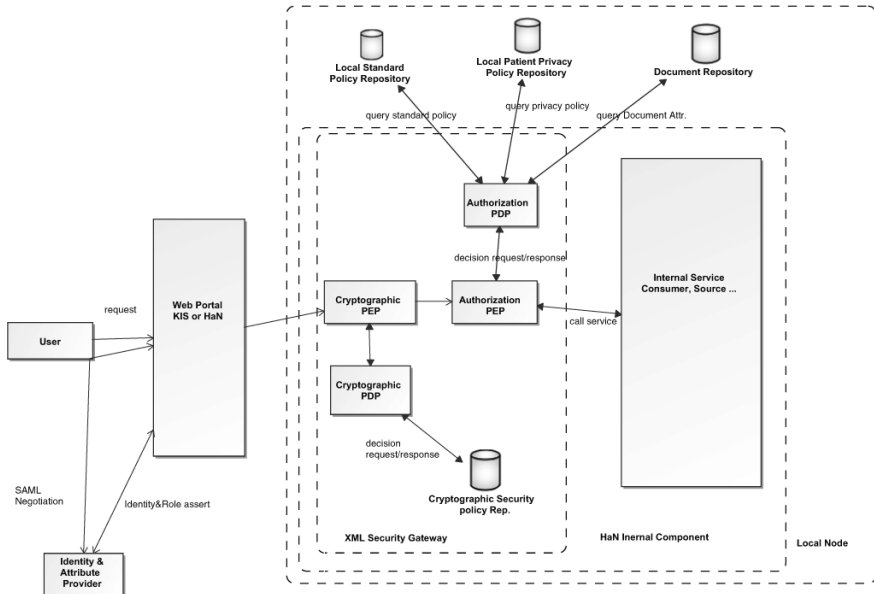 Local Standard
Policy Repository
Local Patient Privacy
Policy Repository
Document Repository
query standard policy
query privacy policy
query Document Attr.
Authorization
PDP
decision request/response
Web Portal
KIS or HaN
Cryptographic
PEP
Authorization
PEP
Internal Service
Consumer, Source ...
request
User
call service
Cryptographic
PDP
decision
request/response
SAML
Negotiation
Identity&Role assert
Cryptographic Security
policy Rep.
XML Security Gateway
HaN Inernal Component
Local Node
Identity &
Attribute
Provider